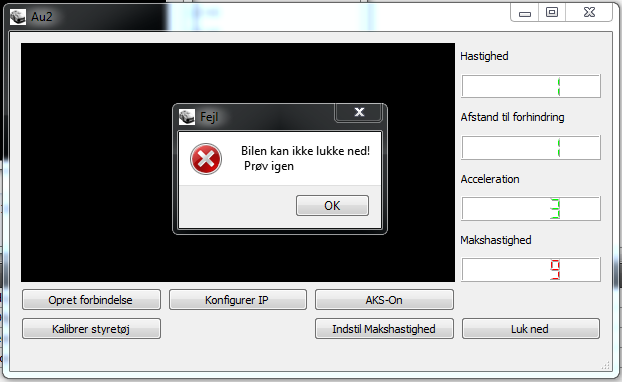 Au2
Hastighed
1
Afstand til forhindring
1
Acceleration
3
Makshastighed
9
Fejl
Bilen kan ikke lukke ned!
Prøv igen
OK
Opret forbindelse
Konfigurer IP
AKS-On
Kalibrer styretøj
Indstil Makshastighed
Luk ned